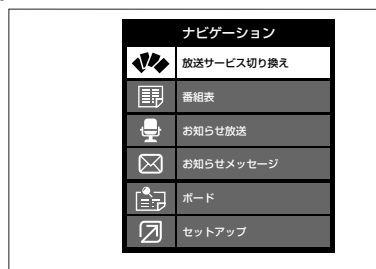 ナビゲーション
放送サービス切り換え
番組表
お知らせ放送
お知らせメッセージ
ボード
セットアップ